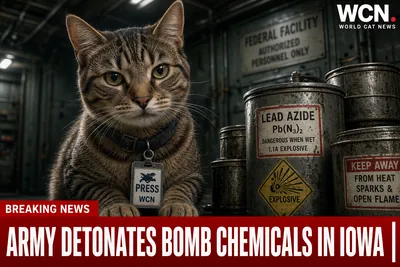 WCN.
WORLD CAT NEWS
FEDERAL FACILITY
AUTHORIZED
PERSONNEL ONLY
LEAD AZIDE
Pb(N₃)₂
DANGEROUS WHEN WET
1.1A EXPLOSIVE
EXPLOSIVE
KEEP AWAY
FROM HEAT
SPARKS &
OPEN FLAME
PRESS
WCN
BREAKING NEWS
ARMY DETONATES BOMB CHEMICALS IN IOWA |